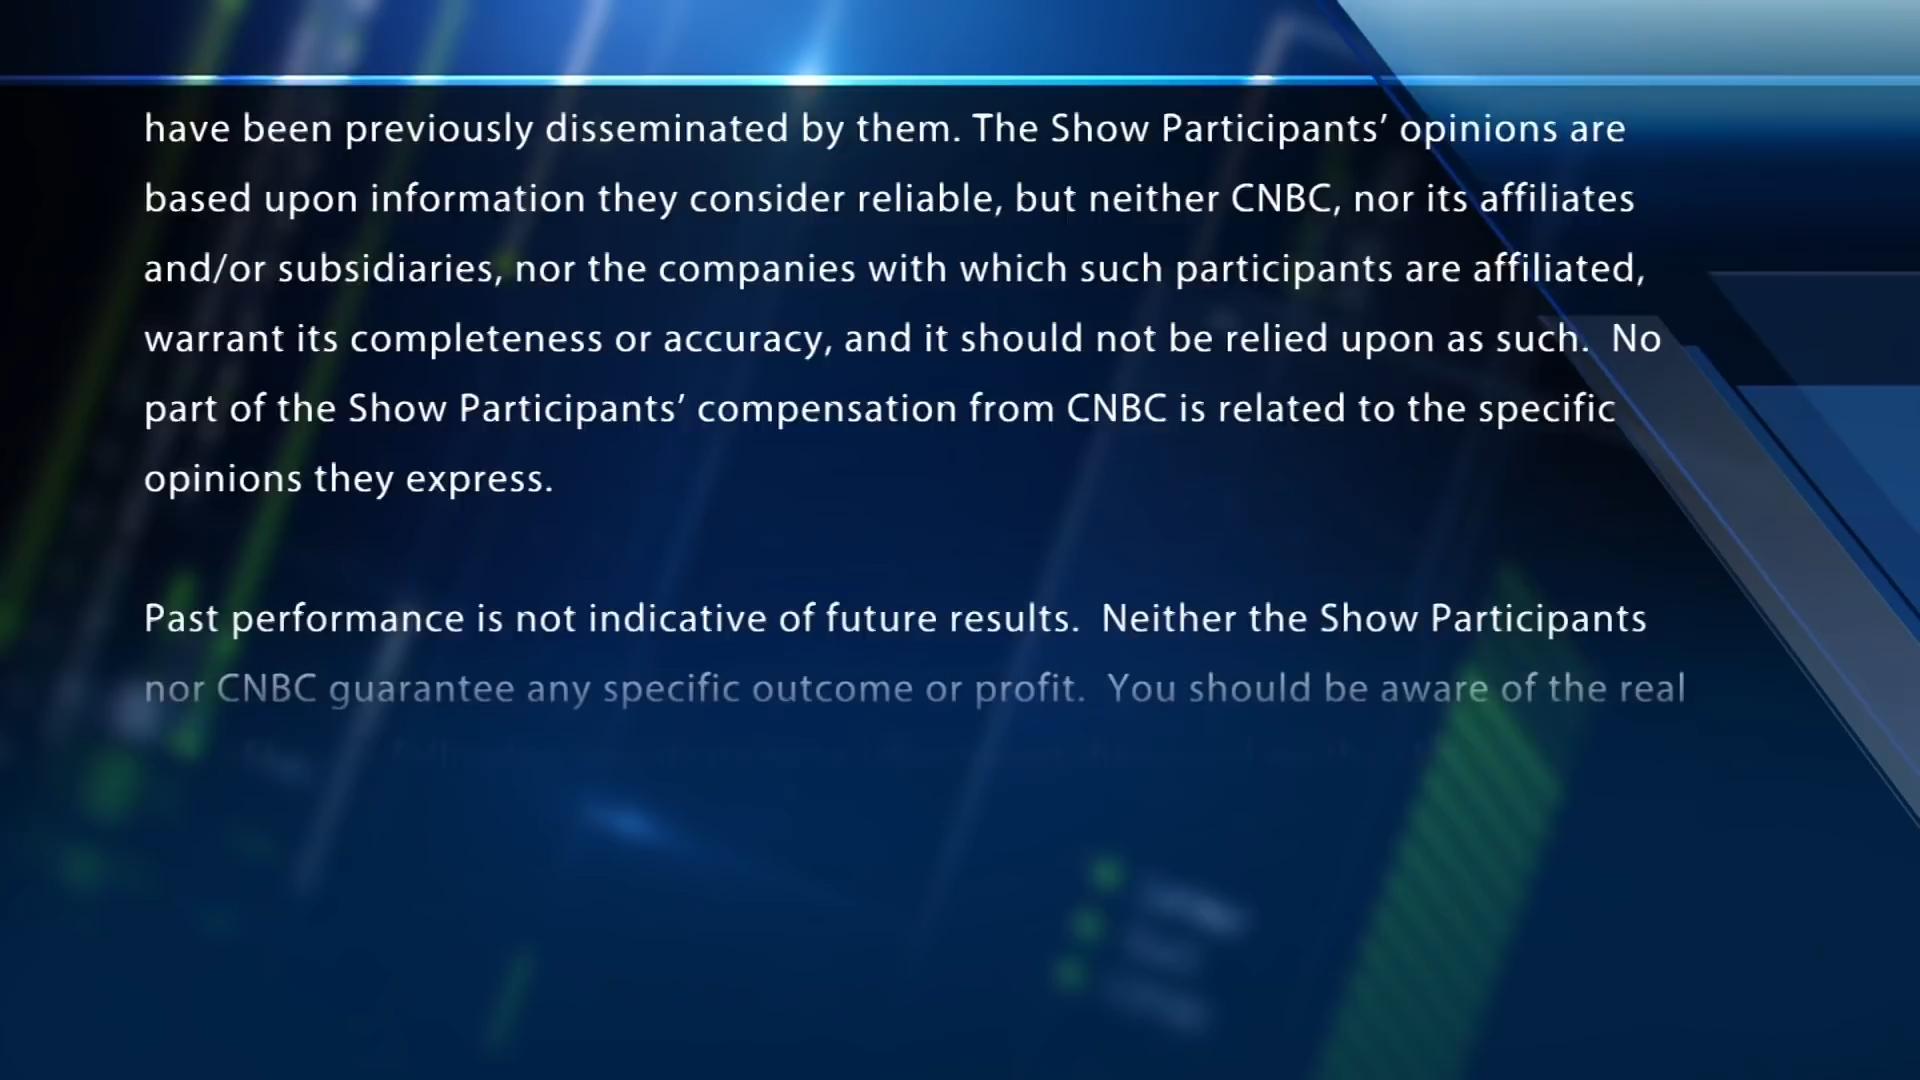 have been previously disseminated by them. The Show Participants’ opinions are
based upon information they consider reliable, but neither CNBC, nor its affiliates
and/or subsidiaries, nor the companies with which such participants are affiliated,
warrant its completeness or accuracy, and it should not be relied upon as such.  No
part of the Show Participants’ compensation from CNBC is related to the specific
opinions they express.
Past performance is not indicative of future results.  Neither the Show Participants
nor CNBC guarantee any specific outcome or profit.  You should be aware of the real